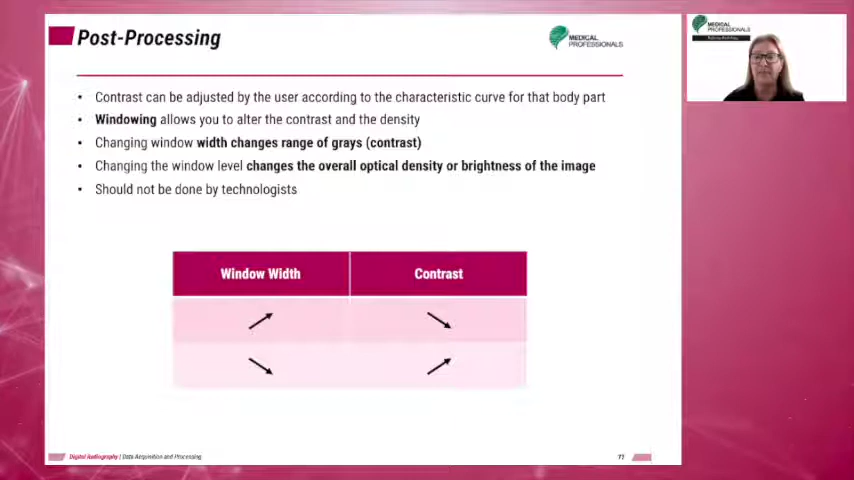 Post-Processing
MEDICAL
PROFESSIONALS
MEDICAL
PROFESSIONALS
• Contrast can be adjusted by the user according to the characteristic curve for that body part
• Windowing allows you to alter the contrast and the density
• Changing window width changes range of grays (contrast)
• Changing the window level changes the overall optical density or brightness of the image
• Should not be done by technologists
Window Width Contrast
Digital Radiography | Data Acquisition and Processing